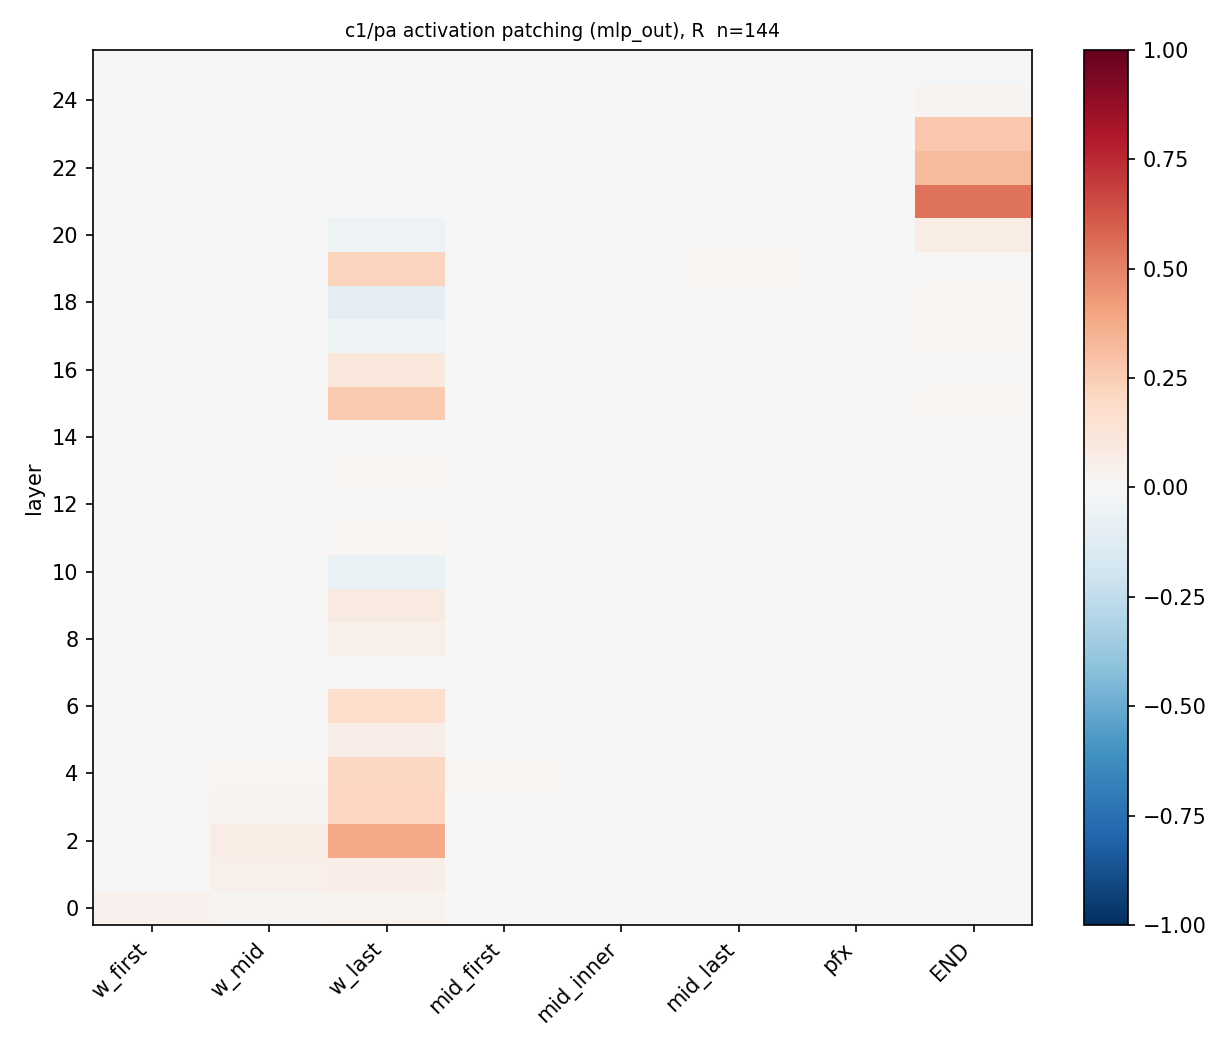 c1/pa activation patching (mlp_out), R n=144
1.00
0.75
0.50
0.25
0.00
−0.25
−0.50
−0.75
−1.00
24
22
20
18
16
14
12
10
8
6
4
2
0
layer
w_first
w_mid
w_last
mid_first
mid_inner
mid_last
pfx
END